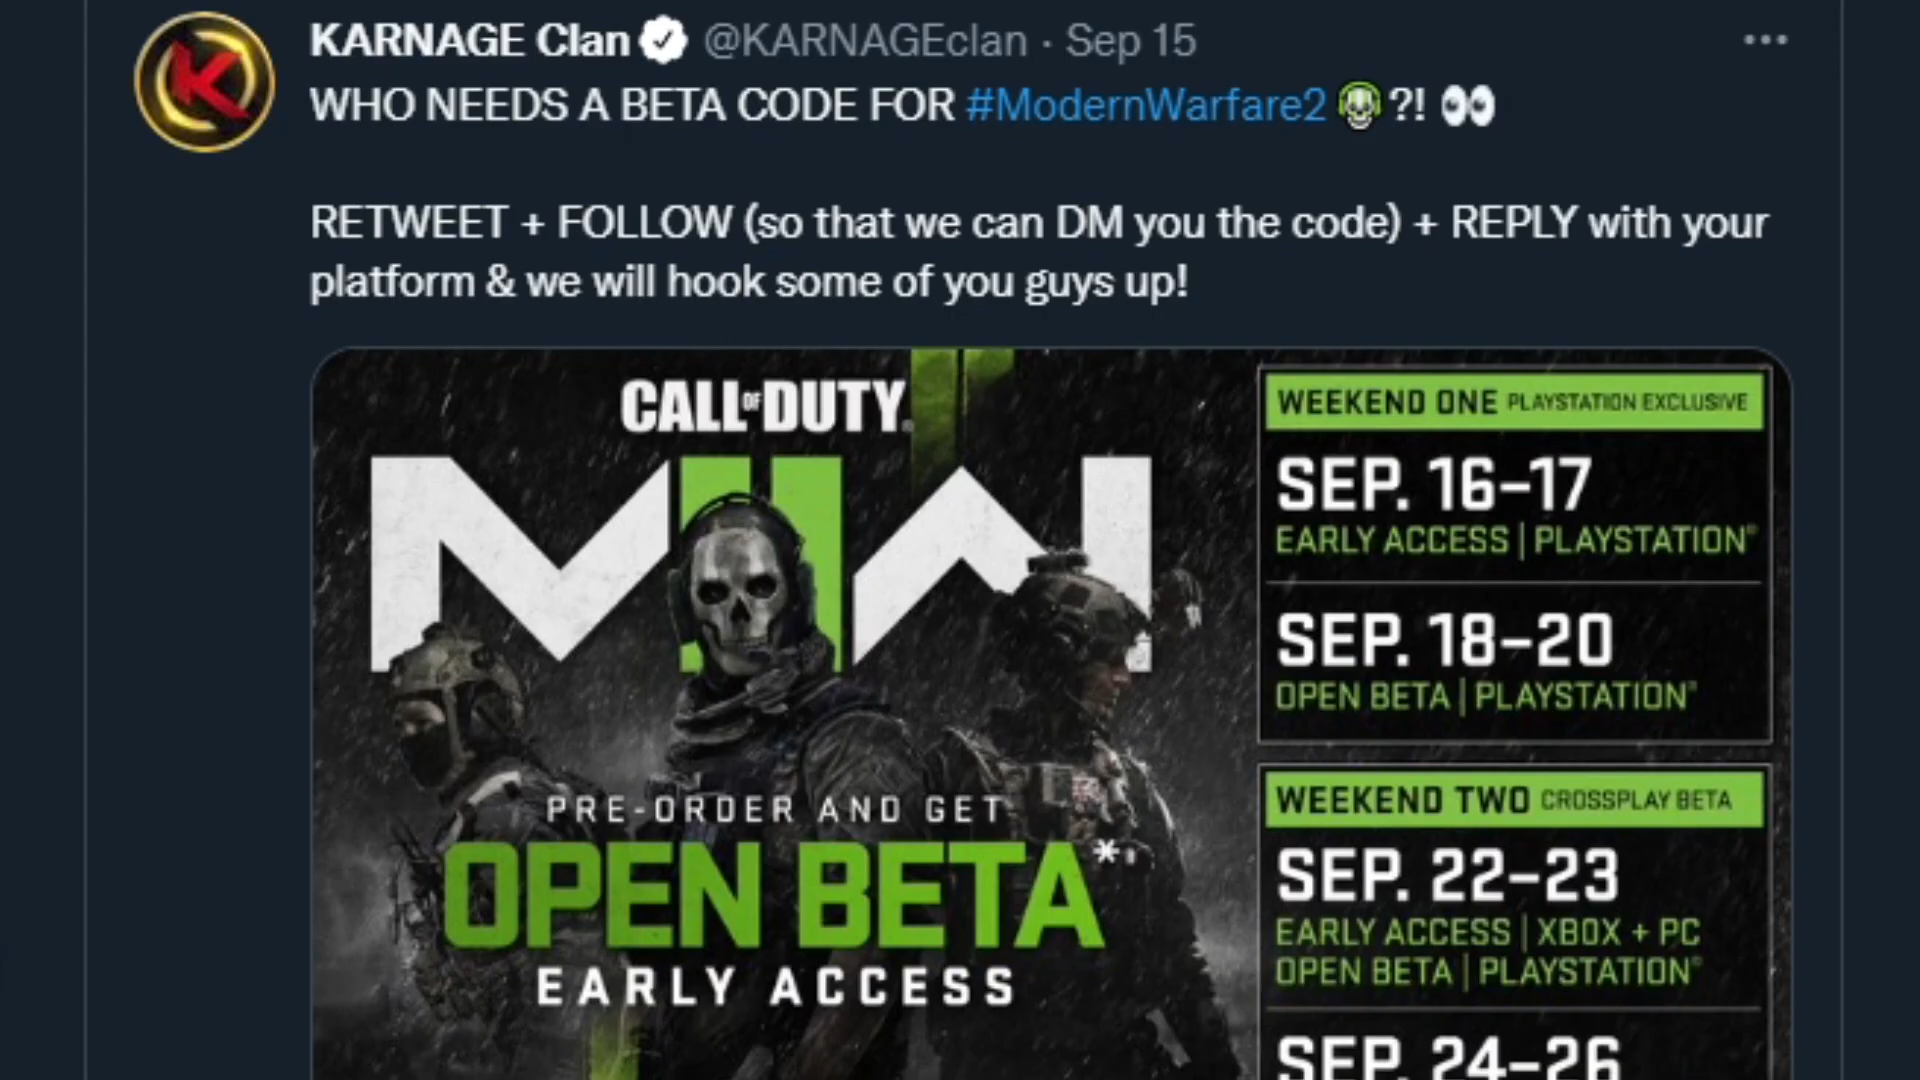 KARNAGE Clan @KARNAGEclan · Sep 15
WHO NEEDS A BETA CODE FOR #ModernWarfare2 ?!
RETWEET + FOLLOW (so that we can DM you the code) + REPLY with your
platform & we will hook some of you guys up!
CALL OF DUTY
MWII
PRE-ORDER AND GET
OPEN BETA*
EARLY ACCESS
WEEKEND ONE PLAYSTATION EXCLUSIVE
SEP. 16–17
EARLY ACCESS | PLAYSTATION®
SEP. 18–20
OPEN BETA | PLAYSTATION®
WEEKEND TWO CROSSPLAY BETA
SEP. 22–23
EARLY ACCESS | XBOX + PC
OPEN BETA | PLAYSTATION®
SEP. 24–26